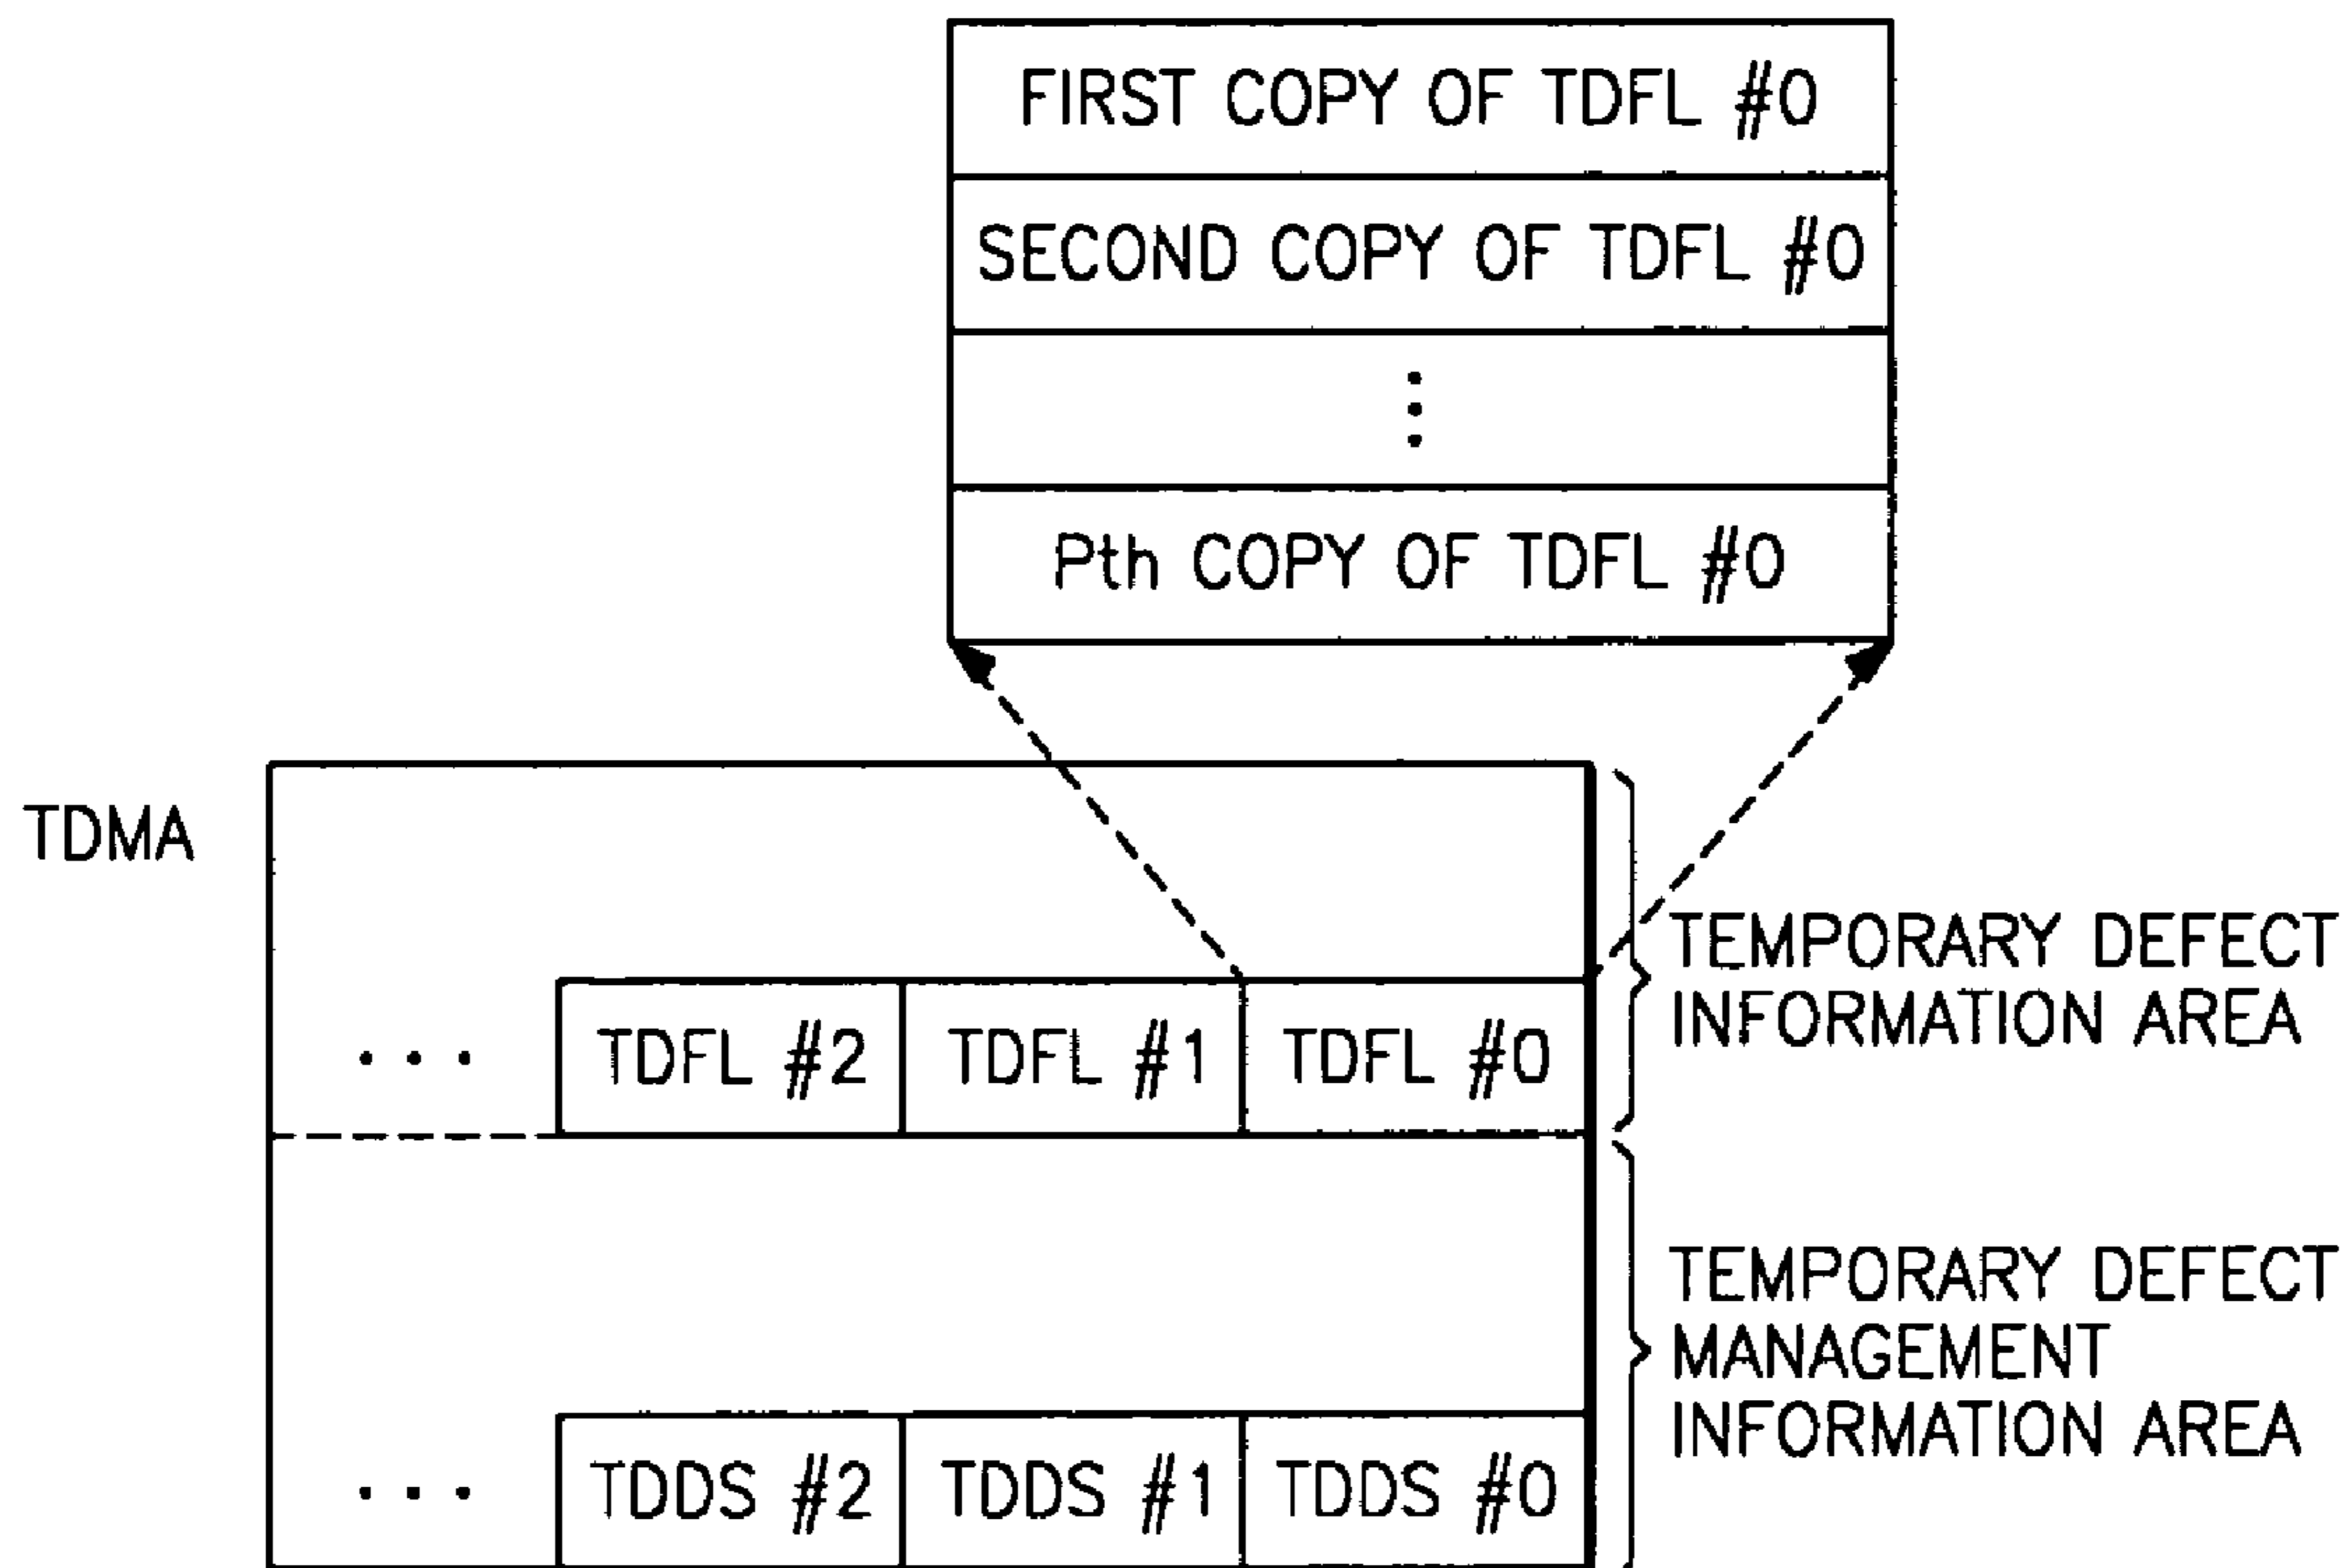 FIRST COPY OF TDFL #0
SECOND COPY OF TDFL #0
⋮
Pth COPY OF TDFL #0
TDMA
TEMPORARY DEFECT
INFORMATION AREA
... TDFL #2 TDFL #1 TDFL #0
TEMPORARY DEFECT
MANAGEMENT
INFORMATION AREA
... TDDS #2 TDDS #1 TDDS #0